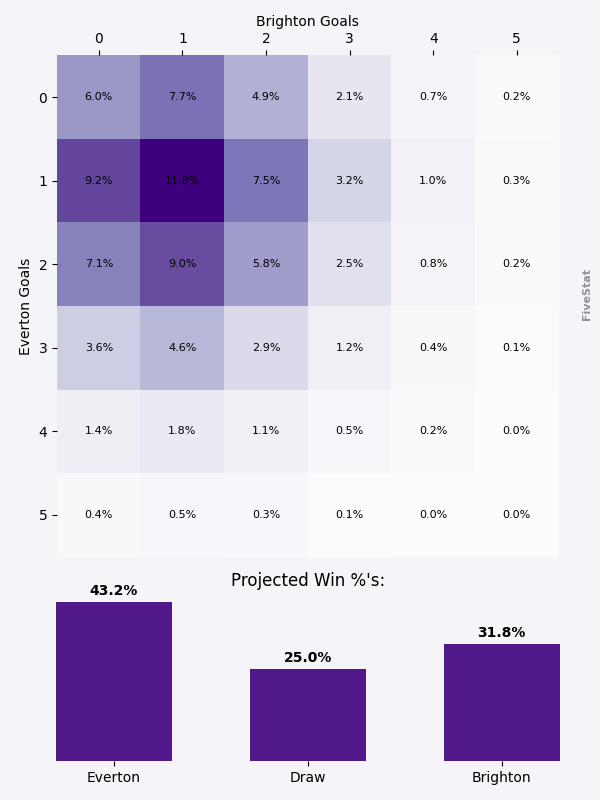 Brighton Goals
0 1 2 3 4 5
0 6.0% 7.7% 4.9% 2.1% 0.7% 0.2%
1 9.2% 11.8% 7.5% 3.2% 1.0% 0.3%
2 7.1% 9.0% 5.8% 2.5% 0.8% 0.2%
3 3.6% 4.6% 2.9% 1.2% 0.4% 0.1%
4 1.4% 1.8% 1.1% 0.5% 0.2% 0.0%
5 0.4% 0.5% 0.3% 0.1% 0.0% 0.0%
Everton Goals
FiveStat
Projected Win %'s:
43.2% 25.0% 31.8%
Everton Draw Brighton